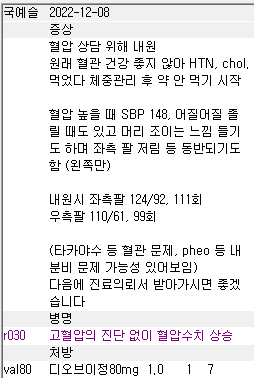 국예슬 2022-12-08
증상
혈압 상담 위해 내원
원래 혈관 건강 좋지 않아 HTN, chol.
먹었다 체중관리 후 약 안 먹기 시작
혈압 높을 때 SBP 148, 어질어질 졸
릴 때도 있고 머리 조이는 느낌 들기
도 하며 좌측 팔 저림 등 동반되기도
함 (왼쪽만)
내원시 좌측팔 124/92, 111회
우측팔 110/61, 99회
(타카야수 등 혈관 문제, pheo 등 내
분비 문제 가능성 있어보임)
다음에 진료의뢰서 받아가시면 좋겠
습니다
병명
r030 고혈압의 진단 없이 혈압수치 상승
처방
val80 디오브이정80mg 1.0 1 7